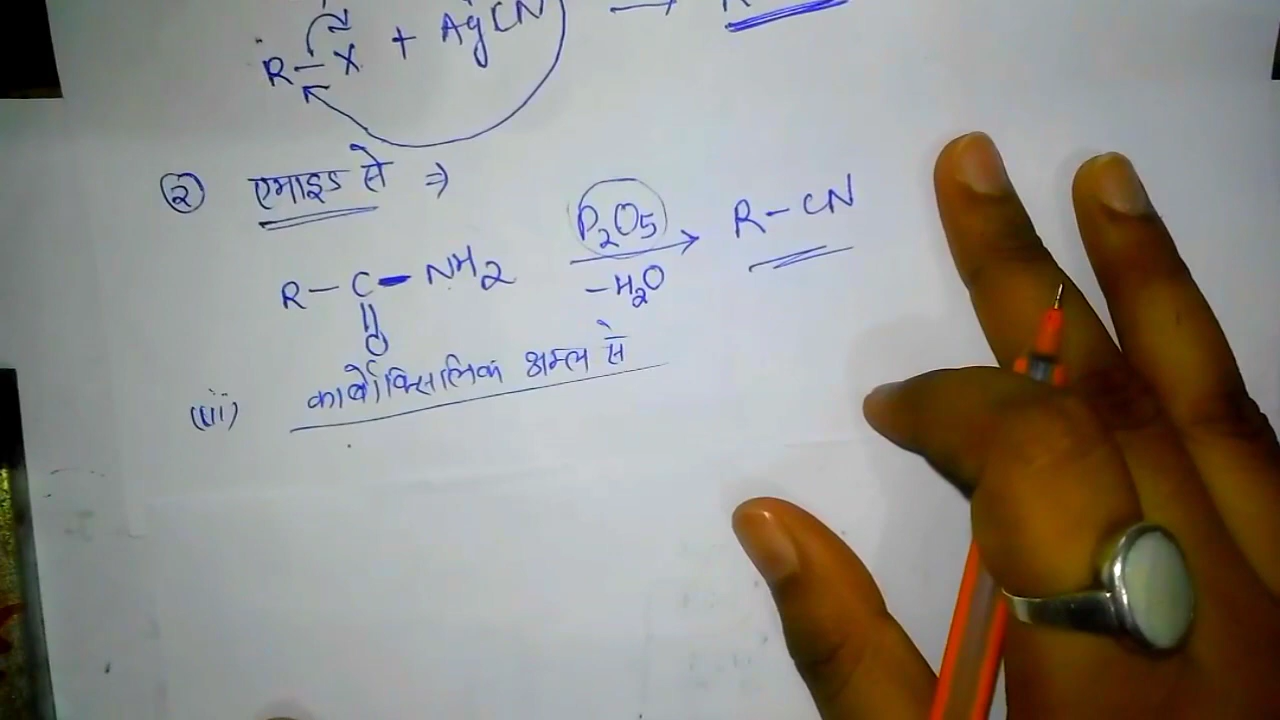 R–X + AgCN →
② एमाइड से ⇒
R–C–NH2 P2O5 → R–CN
|| –H2O
O
(iii) कार्बोक्सिलिक अम्ल से